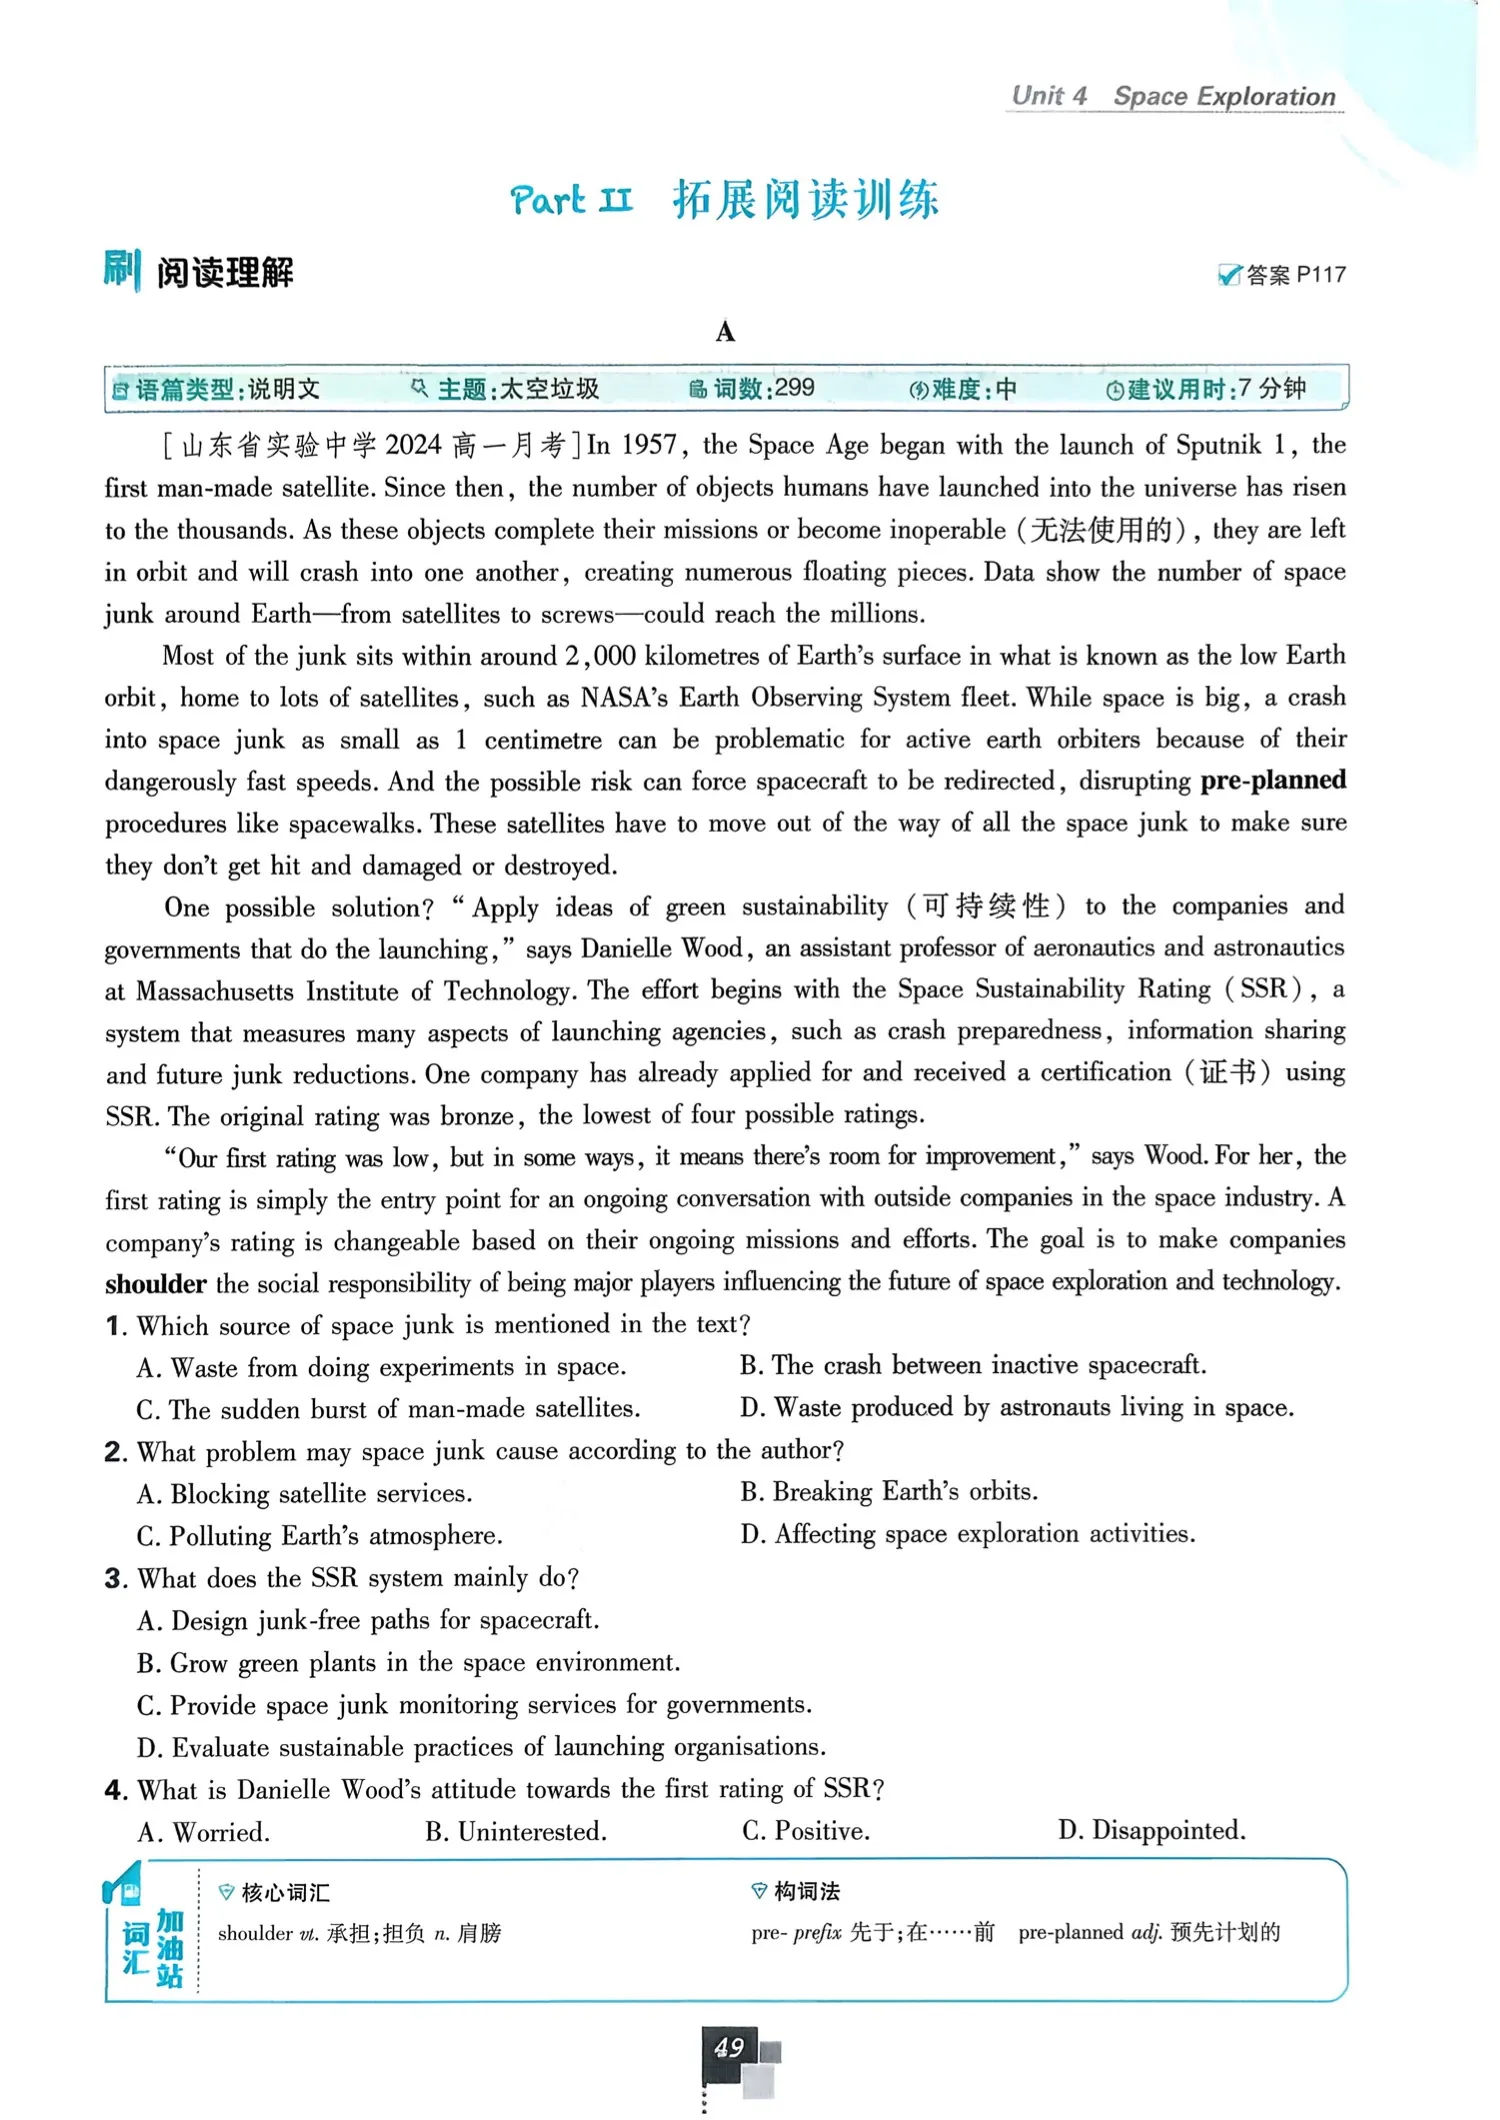 Unit 4 Space Exploration
Part II 拓展阅读训练
刷 阅读理解
答案 P117
A
语篇类型:说明文 主题:太空垃圾 词数:299 难度:中 建议用时:7 分钟
[山东省实验中学 2024 高一月考]In 1957, the Space Age began with the launch of Sputnik 1, the
first man-made satellite. Since then, the number of objects humans have launched into the universe has risen
to the thousands. As these objects complete their missions or become inoperable (无法使用的), they are left
in orbit and will crash into one another, creating numerous floating pieces. Data show the number of space
junk around Earth—from satellites to screws—could reach the millions.
Most of the junk sits within around 2,000 kilometres of Earth's surface in what is known as the low Earth
orbit, home to lots of satellites, such as NASA's Earth Observing System fleet. While space is big, a crash
into space junk as small as 1 centimetre can be problematic for active earth orbiters because of their
dangerously fast speeds. And the possible risk can force spacecraft to be redirected, disrupting pre-planned
procedures like spacewalks. These satellites have to move out of the way of all the space junk to make sure
they don't get hit and damaged or destroyed.
One possible solution? “Apply ideas of green sustainability (可持续性) to the companies and
governments that do the launching,” says Danielle Wood, an assistant professor of aeronautics and astronautics
at Massachusetts Institute of Technology. The effort begins with the Space Sustainability Rating (SSR), a
system that measures many aspects of launching agencies, such as crash preparedness, information sharing
and future junk reductions. One company has already applied for and received a certification (证书) using
SSR. The original rating was bronze, the lowest of four possible ratings.
“Our first rating was low, but in some ways, it means there's room for improvement,” says Wood. For her, the
first rating is simply the entry point for an ongoing conversation with outside companies in the space industry. A
company's rating is changeable based on their ongoing missions and efforts. The goal is to make companies
shoulder the social responsibility of being major players influencing the future of space exploration and technology.
1. Which source of space junk is mentioned in the text?
A. Waste from doing experiments in space. B. The crash between inactive spacecraft.
C. The sudden burst of man-made satellites. D. Waste produced by astronauts living in space.
2. What problem may space junk cause according to the author?
A. Blocking satellite services. B. Breaking Earth's orbits.
C. Polluting Earth's atmosphere. D. Affecting space exploration activities.
3. What does the SSR system mainly do?
A. Design junk-free paths for spacecraft.
B. Grow green plants in the space environment.
C. Provide space junk monitoring services for governments.
D. Evaluate sustainable practices of launching organisations.
4. What is Danielle Wood's attitude towards the first rating of SSR?
A. Worried. B. Uninterested. C. Positive. D. Disappointed.
词汇加油站
核心词汇 构词法
shoulder vt. 承担;担负 n. 肩膀 pre- prefix 先于;在……前 pre-planned adj. 预先计划的
49